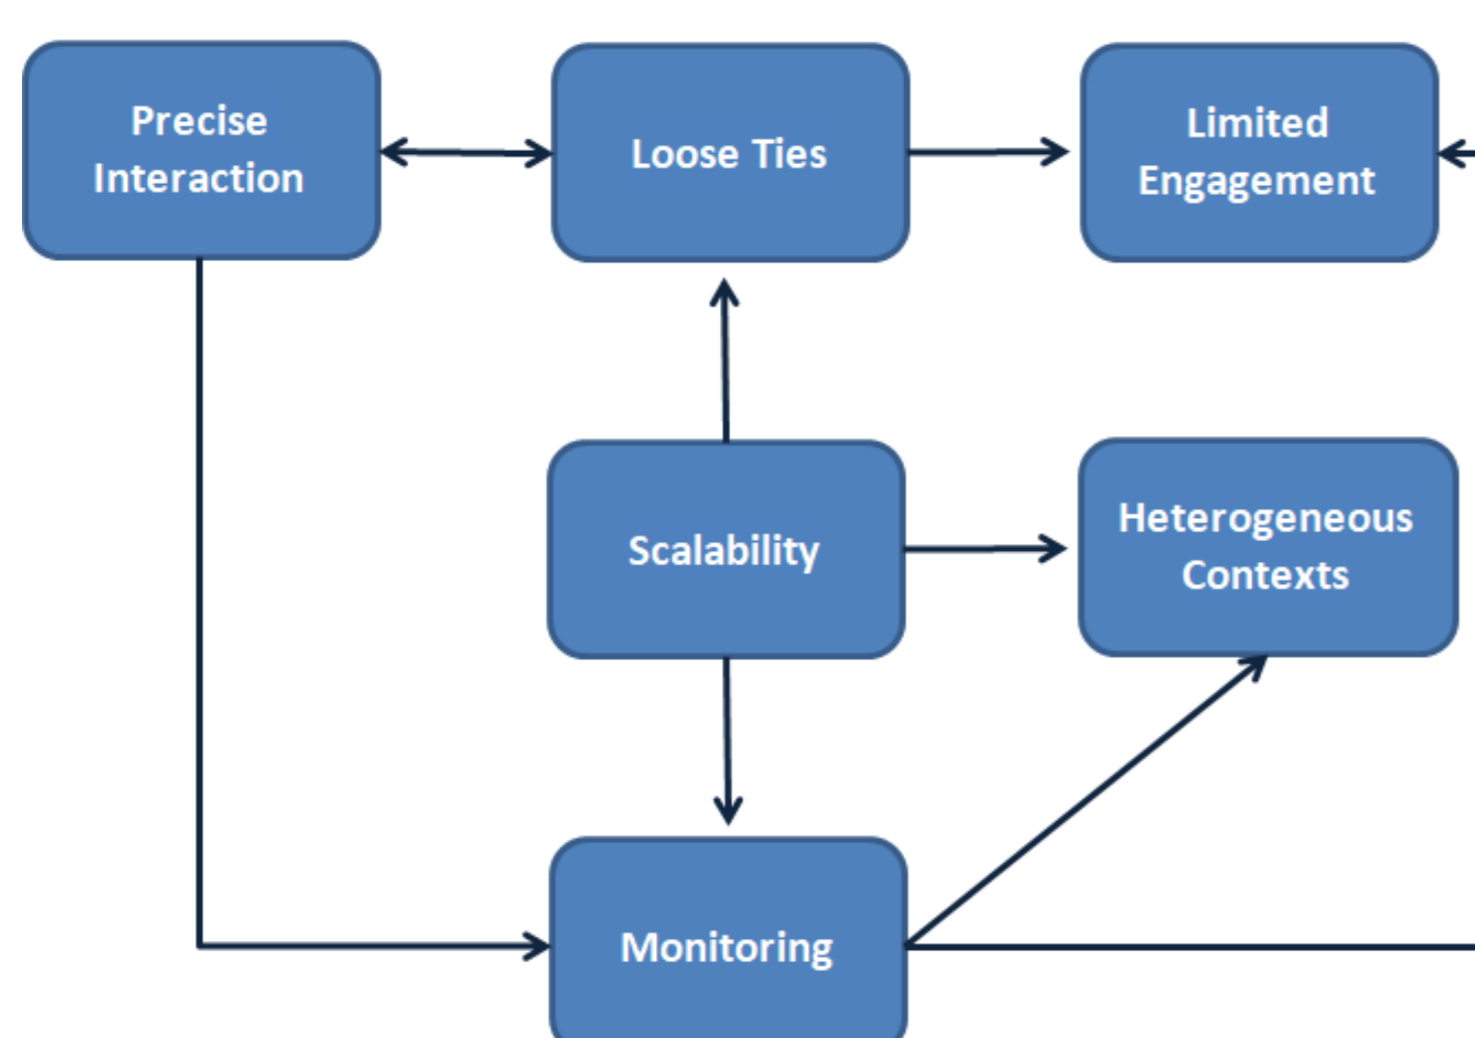 Precise
Interaction
Loose Ties
Limited
Engagement
Scalability
Heterogeneous
Contexts
Monitoring